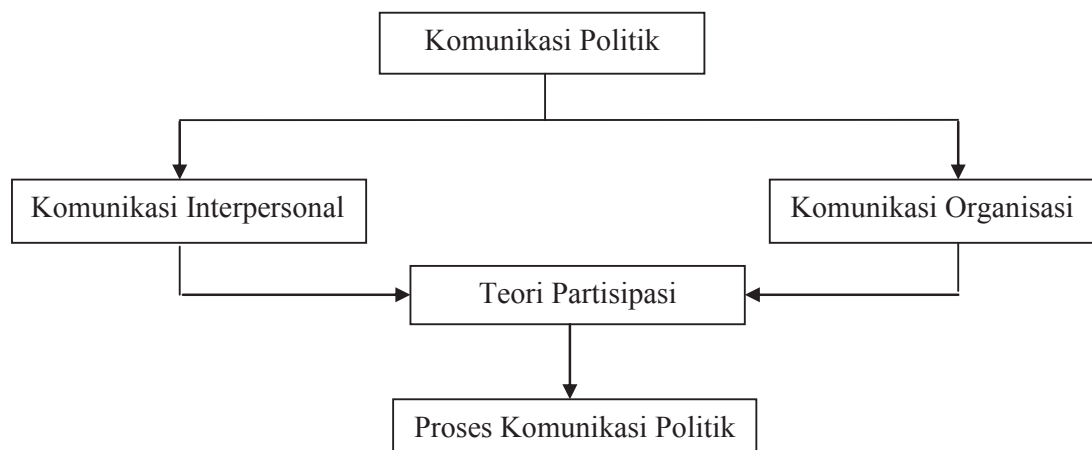 Komunikasi Politik
Komunikasi Interpersonal
Komunikasi Organisasi
Teori Partisipasi
Proses Komunikasi Politik